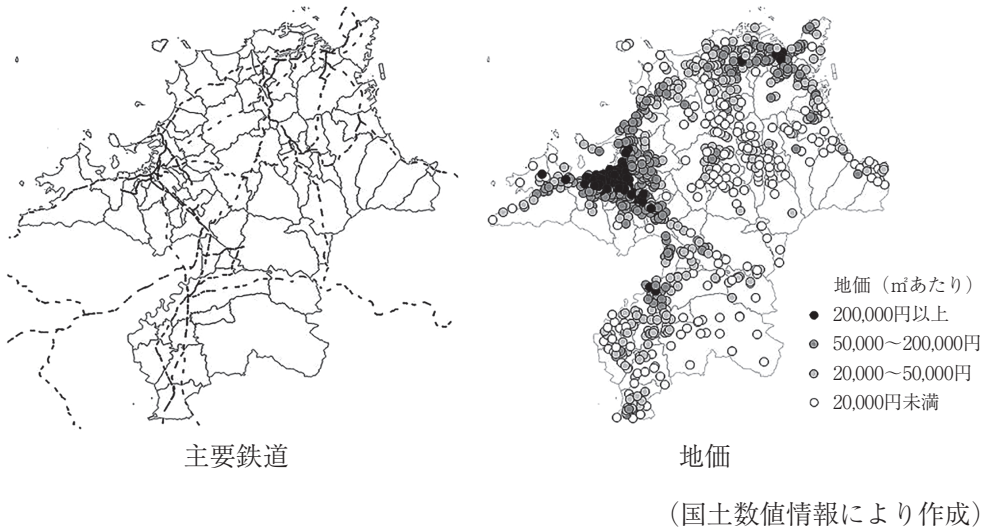 地価（㎡あたり）
200,000円以上
50,000～200,000円
20,000～50,000円
20,000円未満
主要鉄道
地価
（国土数値情報により作成）